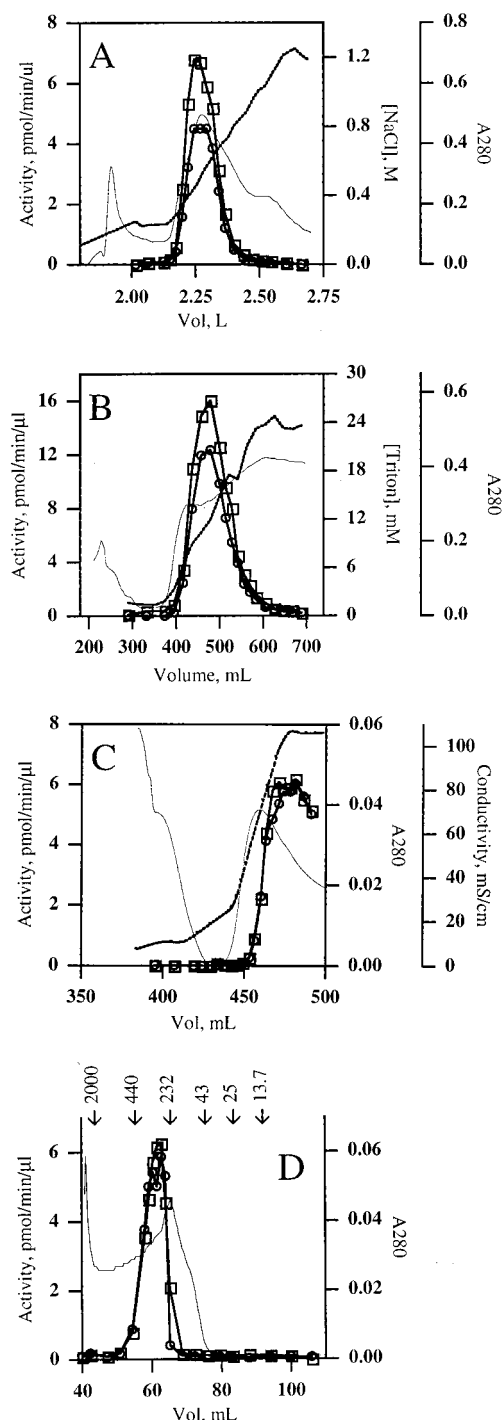 A
Activity, pmol/min/ul
8
6
4
2
0
1.2
0.8
0.4
0.0
[NaCl], M
0.8
0.6
0.4
0.2
0.0
A280
2.00 2.25 2.50 2.75
Vol, L
B
Activity, pmol/min/µl
16
12
8
4
0
30
24
18
12
6
0
[Triton], mM
0.6
0.4
0.2
0.0
A280
200 300 400 500 600 700
Volume, mL
C
Activity, pmol/min/µl
8
6
4
2
0
0.06
0.04
0.02
0.00
A280
100
80
60
40
20
0
Conductivity, mS/cm
350 400 450 500
Vol, mL
2000 440 232 43 25 13.7
D
Activity, pmol/min/µl
6
4
2
0
0.06
0.04
0.02
0.00
A280
40 60 80 100
Vol, mL